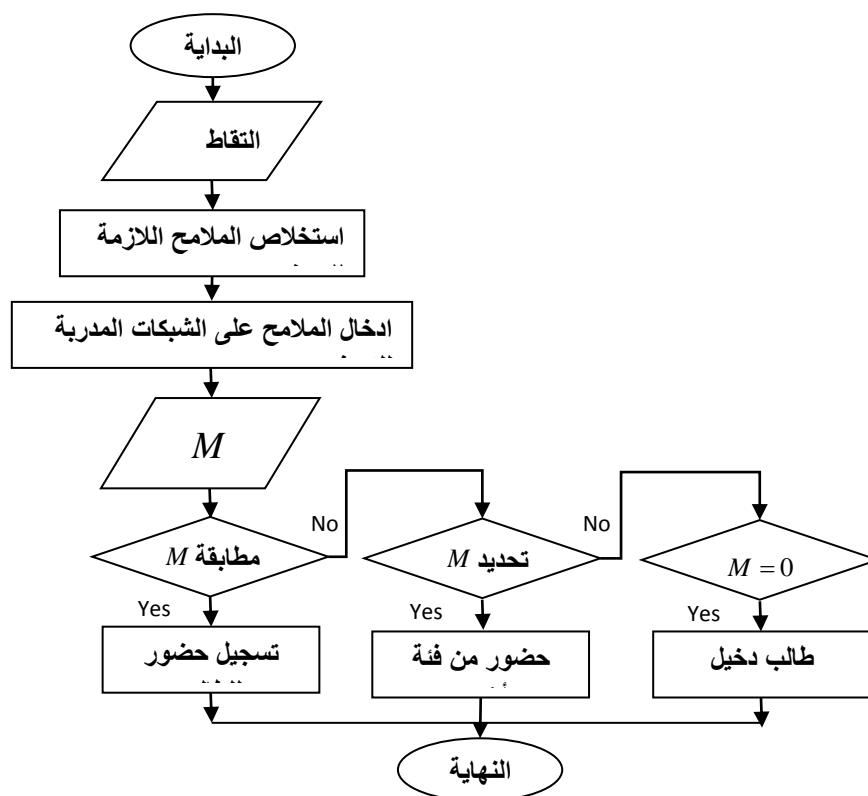 البداية
التقاط
استخلاص الملامح اللازمة
ادخال الملامح على الشبكات المدربة
M
مطابقة M
No
تحديد M
No
M = 0
Yes
Yes
Yes
تسجيل حضور
حضور من فئة
طالب دخيل
النهاية